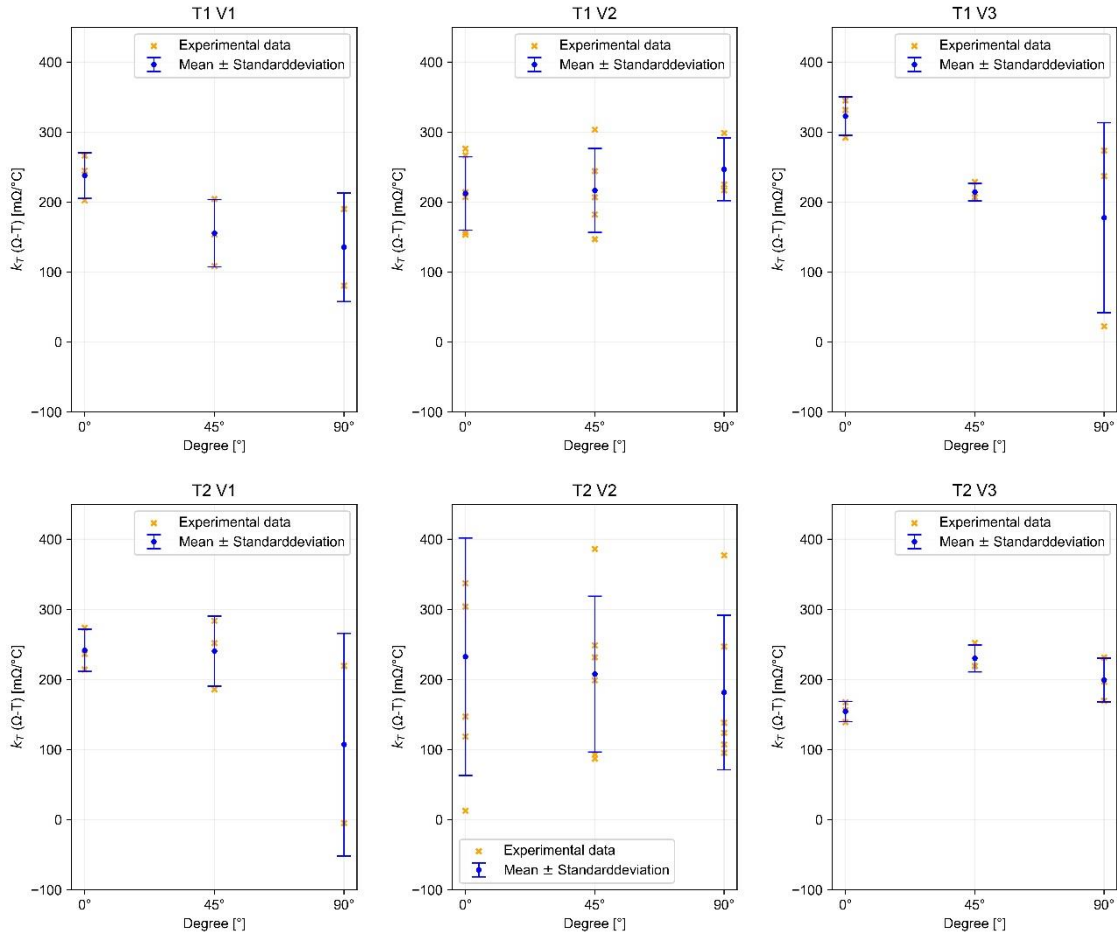 T1 V1
Experimental data
Mean ± Standarddeviation
400
300
200
100
0
−100
k_T (Ω-T) [mΩ/°C]
0°
45°
90°
Degree [°]
T1 V2
Experimental data
Mean ± Standarddeviation
400
300
200
100
0
−100
k_T (Ω-T) [mΩ/°C]
0°
45°
90°
Degree [°]
T1 V3
Experimental data
Mean ± Standarddeviation
400
300
200
100
0
−100
k_T (Ω-T) [mΩ/°C]
0°
45°
90°
Degree [°]
T2 V1
Experimental data
Mean ± Standarddeviation
400
300
200
100
0
−100
k_T (Ω-T) [mΩ/°C]
0°
45°
90°
Degree [°]
T2 V2
400
300
200
100
0
−100
k_T (Ω-T) [mΩ/°C]
Experimental data
Mean ± Standarddeviation
0°
45°
90°
Degree [°]
T2 V3
Experimental data
Mean ± Standarddeviation
400
300
200
100
0
−100
k_T (Ω-T) [mΩ/°C]
0°
45°
90°
Degree [°]